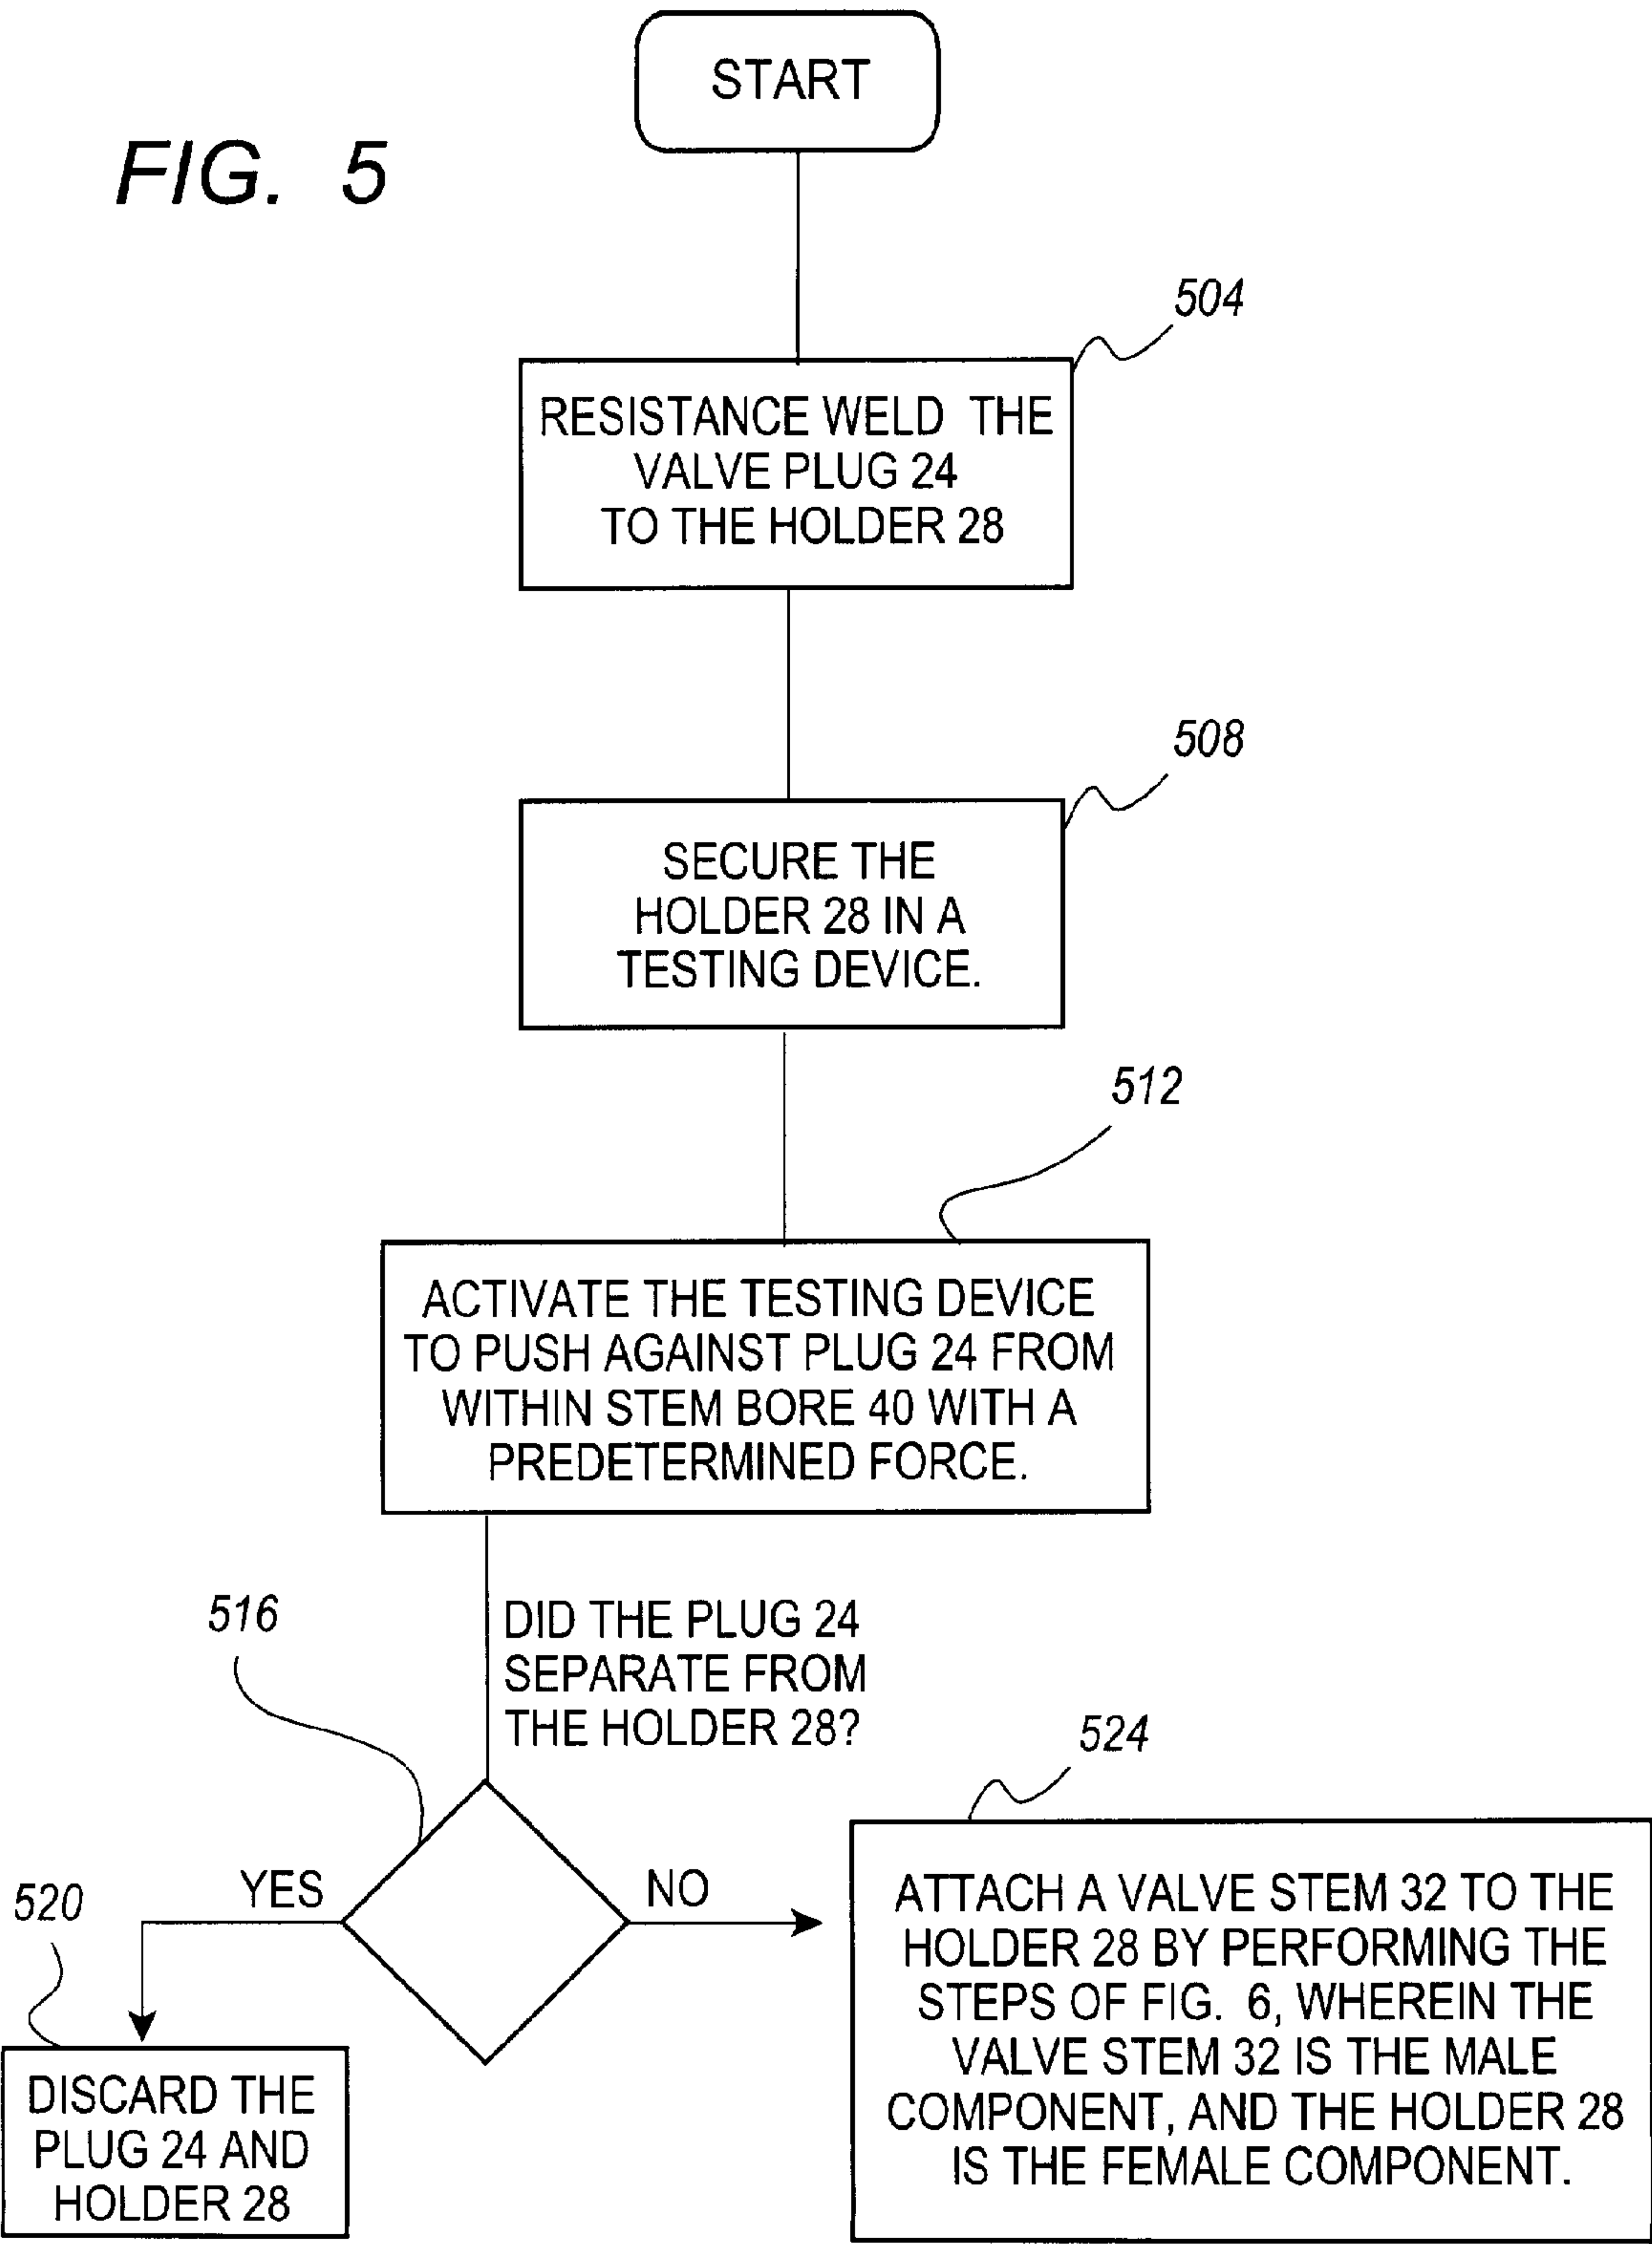 START
FIG. 5
504
RESISTANCE WELD THE
VALVE PLUG 24
TO THE HOLDER 28
508
SECURE THE
HOLDER 28 IN A
TESTING DEVICE.
512
ACTIVATE THE TESTING DEVICE
TO PUSH AGAINST PLUG 24 FROM
WITHIN STEM BORE 40 WITH A
PREDETERMINED FORCE.
516
DID THE PLUG 24
SEPARATE FROM
THE HOLDER 28?
YES
NO
520
DISCARD THE
PLUG 24 AND
HOLDER 28
524
ATTACH A VALVE STEM 32 TO THE
HOLDER 28 BY PERFORMING THE
STEPS OF FIG. 6, WHEREIN THE
VALVE STEM 32 IS THE MALE
COMPONENT, AND THE HOLDER 28
IS THE FEMALE COMPONENT.